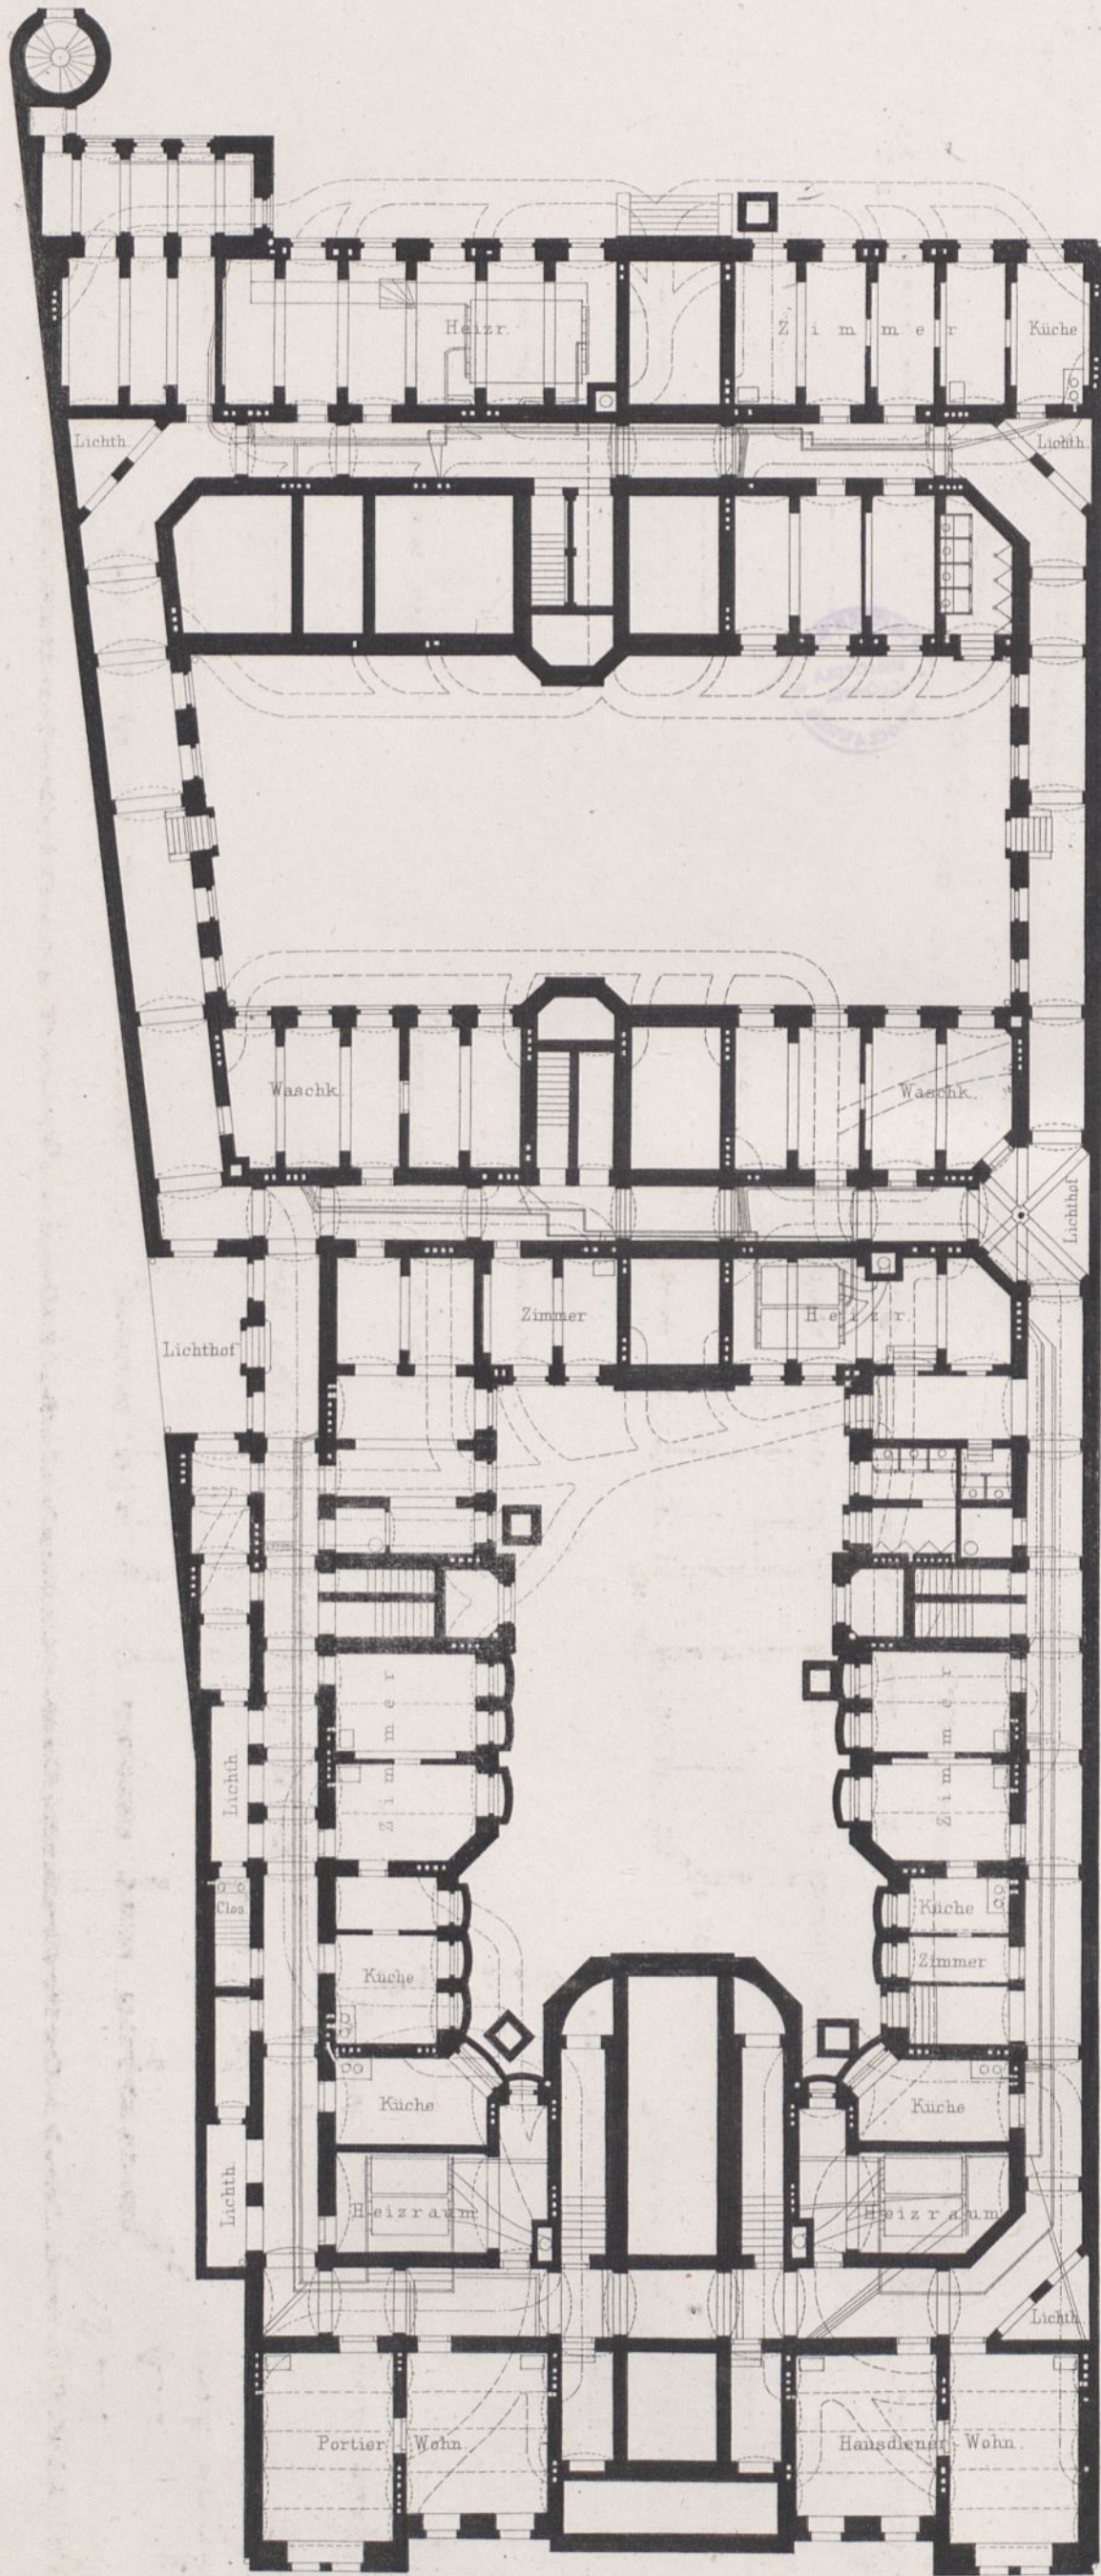 Heizr.
Zimmer
Küche
Lichth.
Lichth.
Waschk.
Waschk.
Lichthof
Lichthof
Zimmer
Heizr.
Zimmer
Zimmer
Lichth.
Clos.
Küche
Küche
Zimmer
Küche
Küche
Lichth.
Heizraum
Heizraum
Lichth.
Portier-Wohn.
Hausdiener-Wohn.